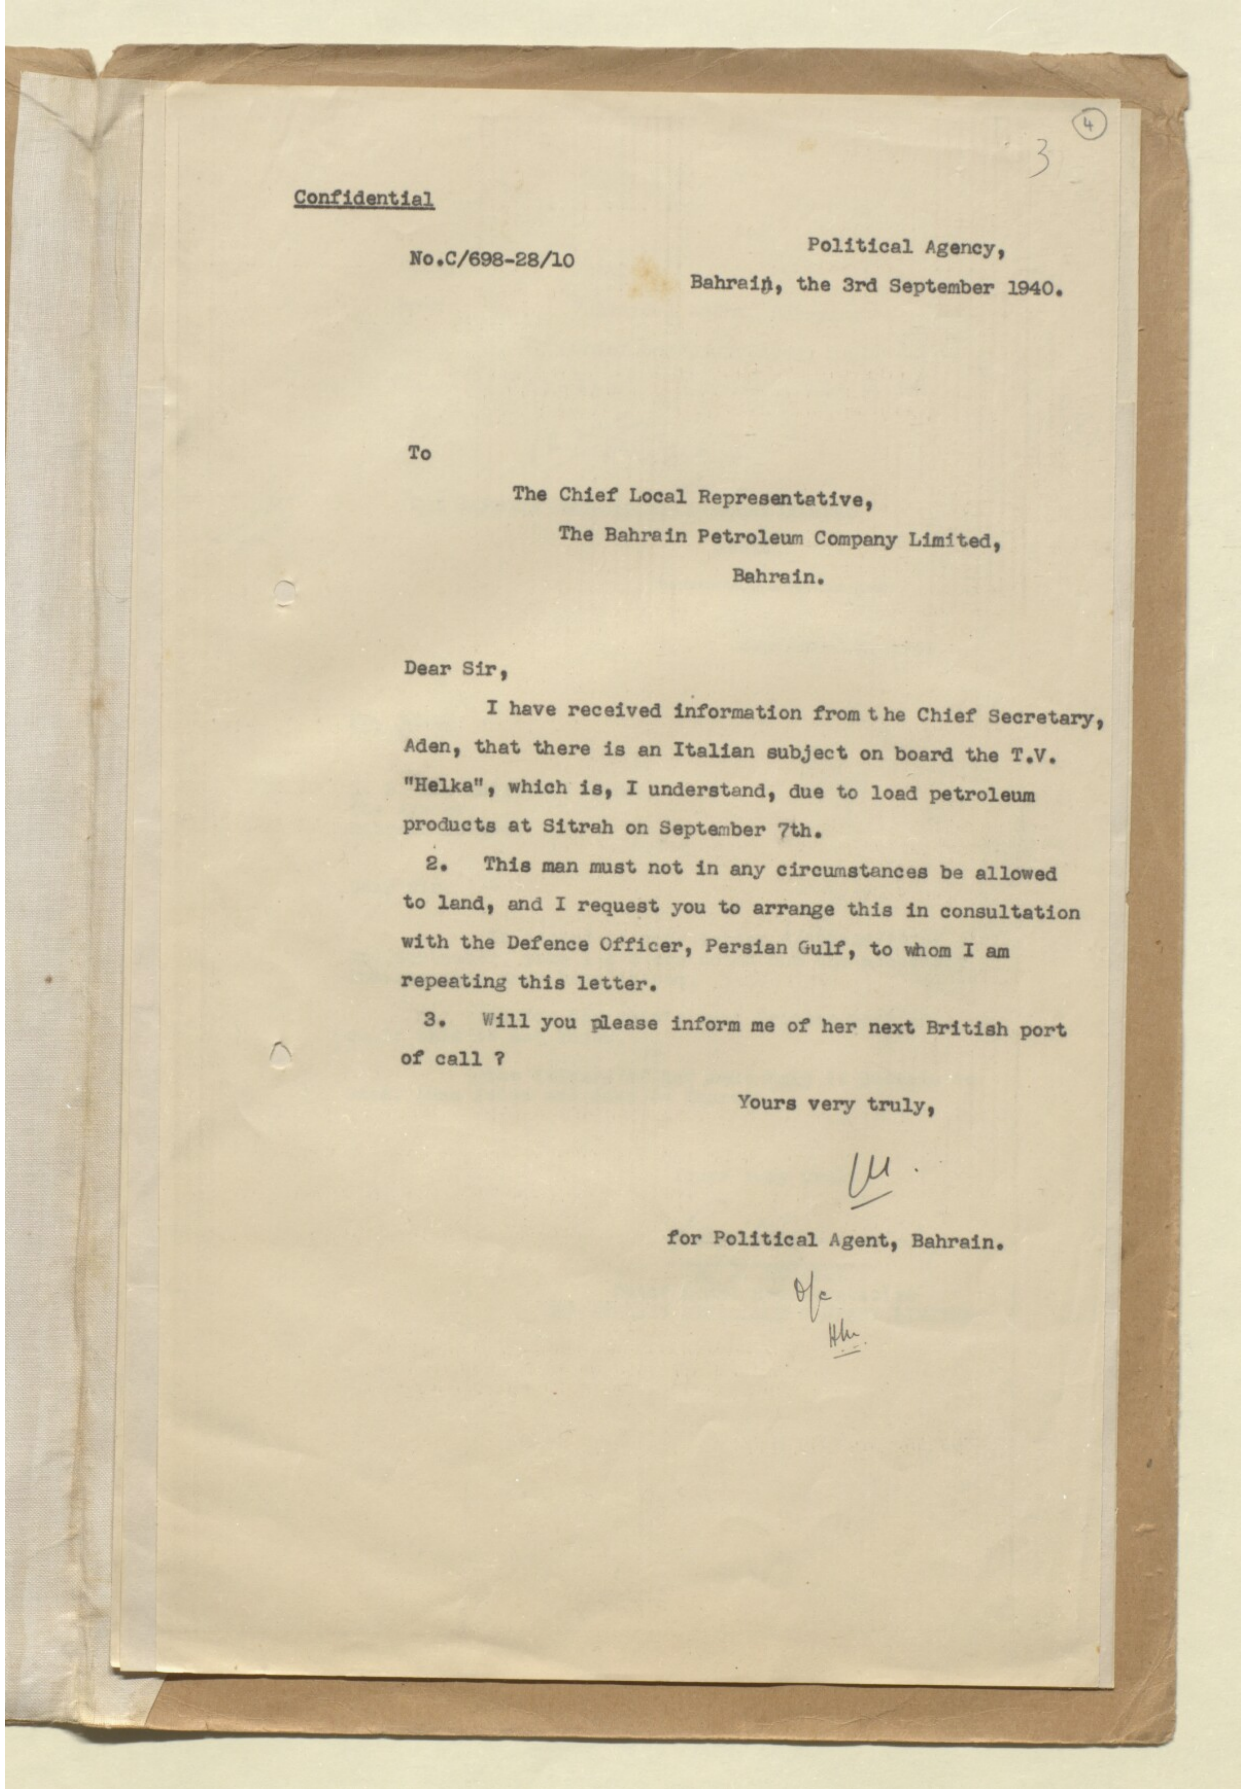 4
3
Confidential
No.C/698-28/10
Political Agency,
Bahrain, the 3rd September 1940.
To
The Chief Local Representative,
The Bahrain Petroleum Company Limited,
Bahrain.
Dear Sir,
I have received information from the Chief Secretary,
Aden, that there is an Italian subject on board the T.V.
"Helka", which is, I understand, due to load petroleum
products at Sitrah on September 7th.
2. This man must not in any circumstances be allowed
to land, and I request you to arrange this in consultation
with the Defence Officer, Persian Gulf, to whom I am
repeating this letter.
3. Will you please inform me of her next British port
of call ?
Yours very truly,
for Political Agent, Bahrain.